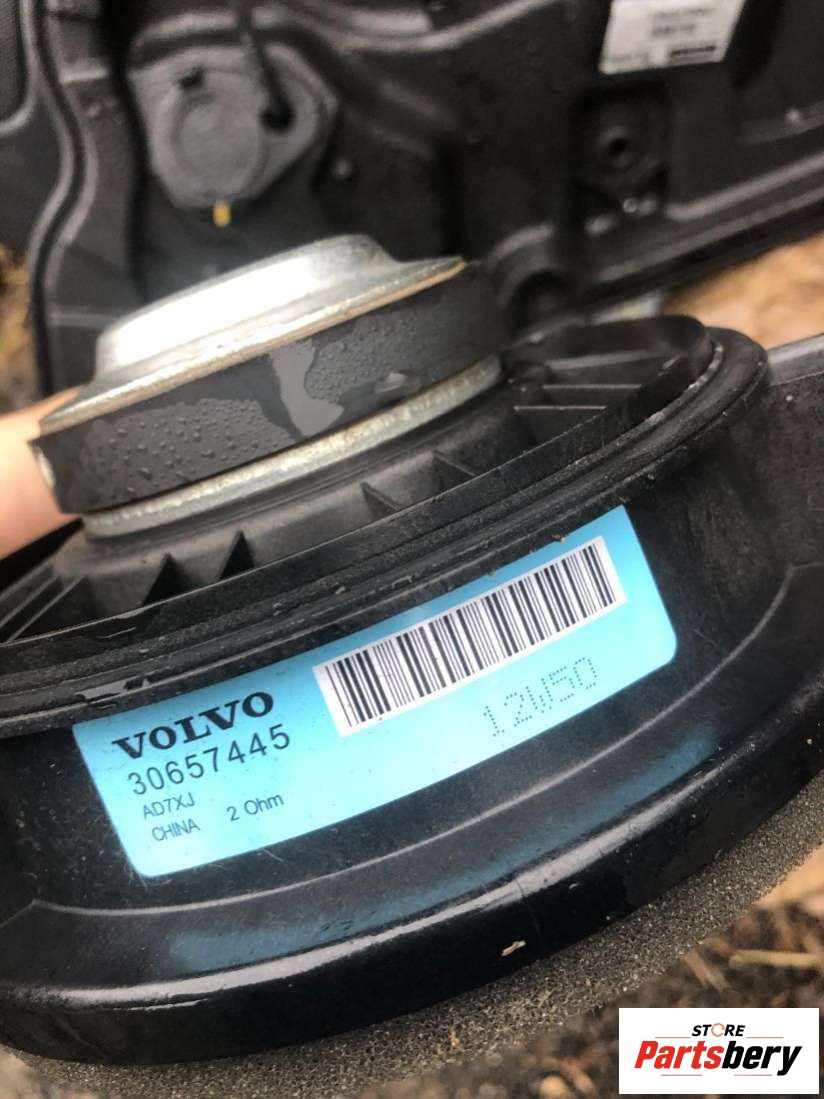 VOLVO
30657445
AD7XJ
CHINA 2 Ohm
12W50
STORE
Partsbery